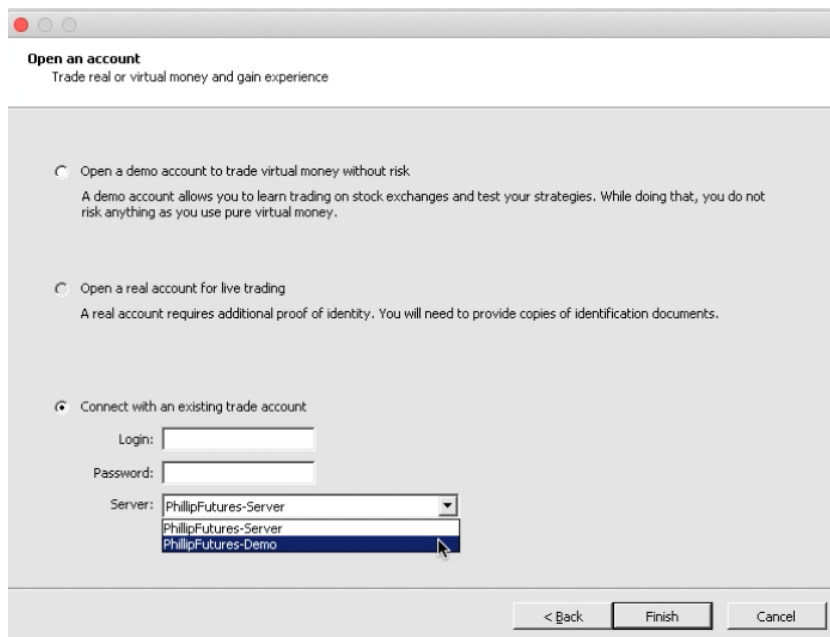 Open an account
Trade real or virtual money and gain experience
Open a demo account to trade virtual money without risk
A demo account allows you to learn trading on stock exchanges and test your strategies. While doing that, you do not
risk anything as you use pure virtual money.
Open a real account for live trading
A real account requires additional proof of identity. You will need to provide copies of identification documents.
Connect with an existing trade account
Login:
Password:
Server: PhillipFutures-Server
PhillipFutures-Server
PhillipFutures-Demo
< Back Finish Cancel